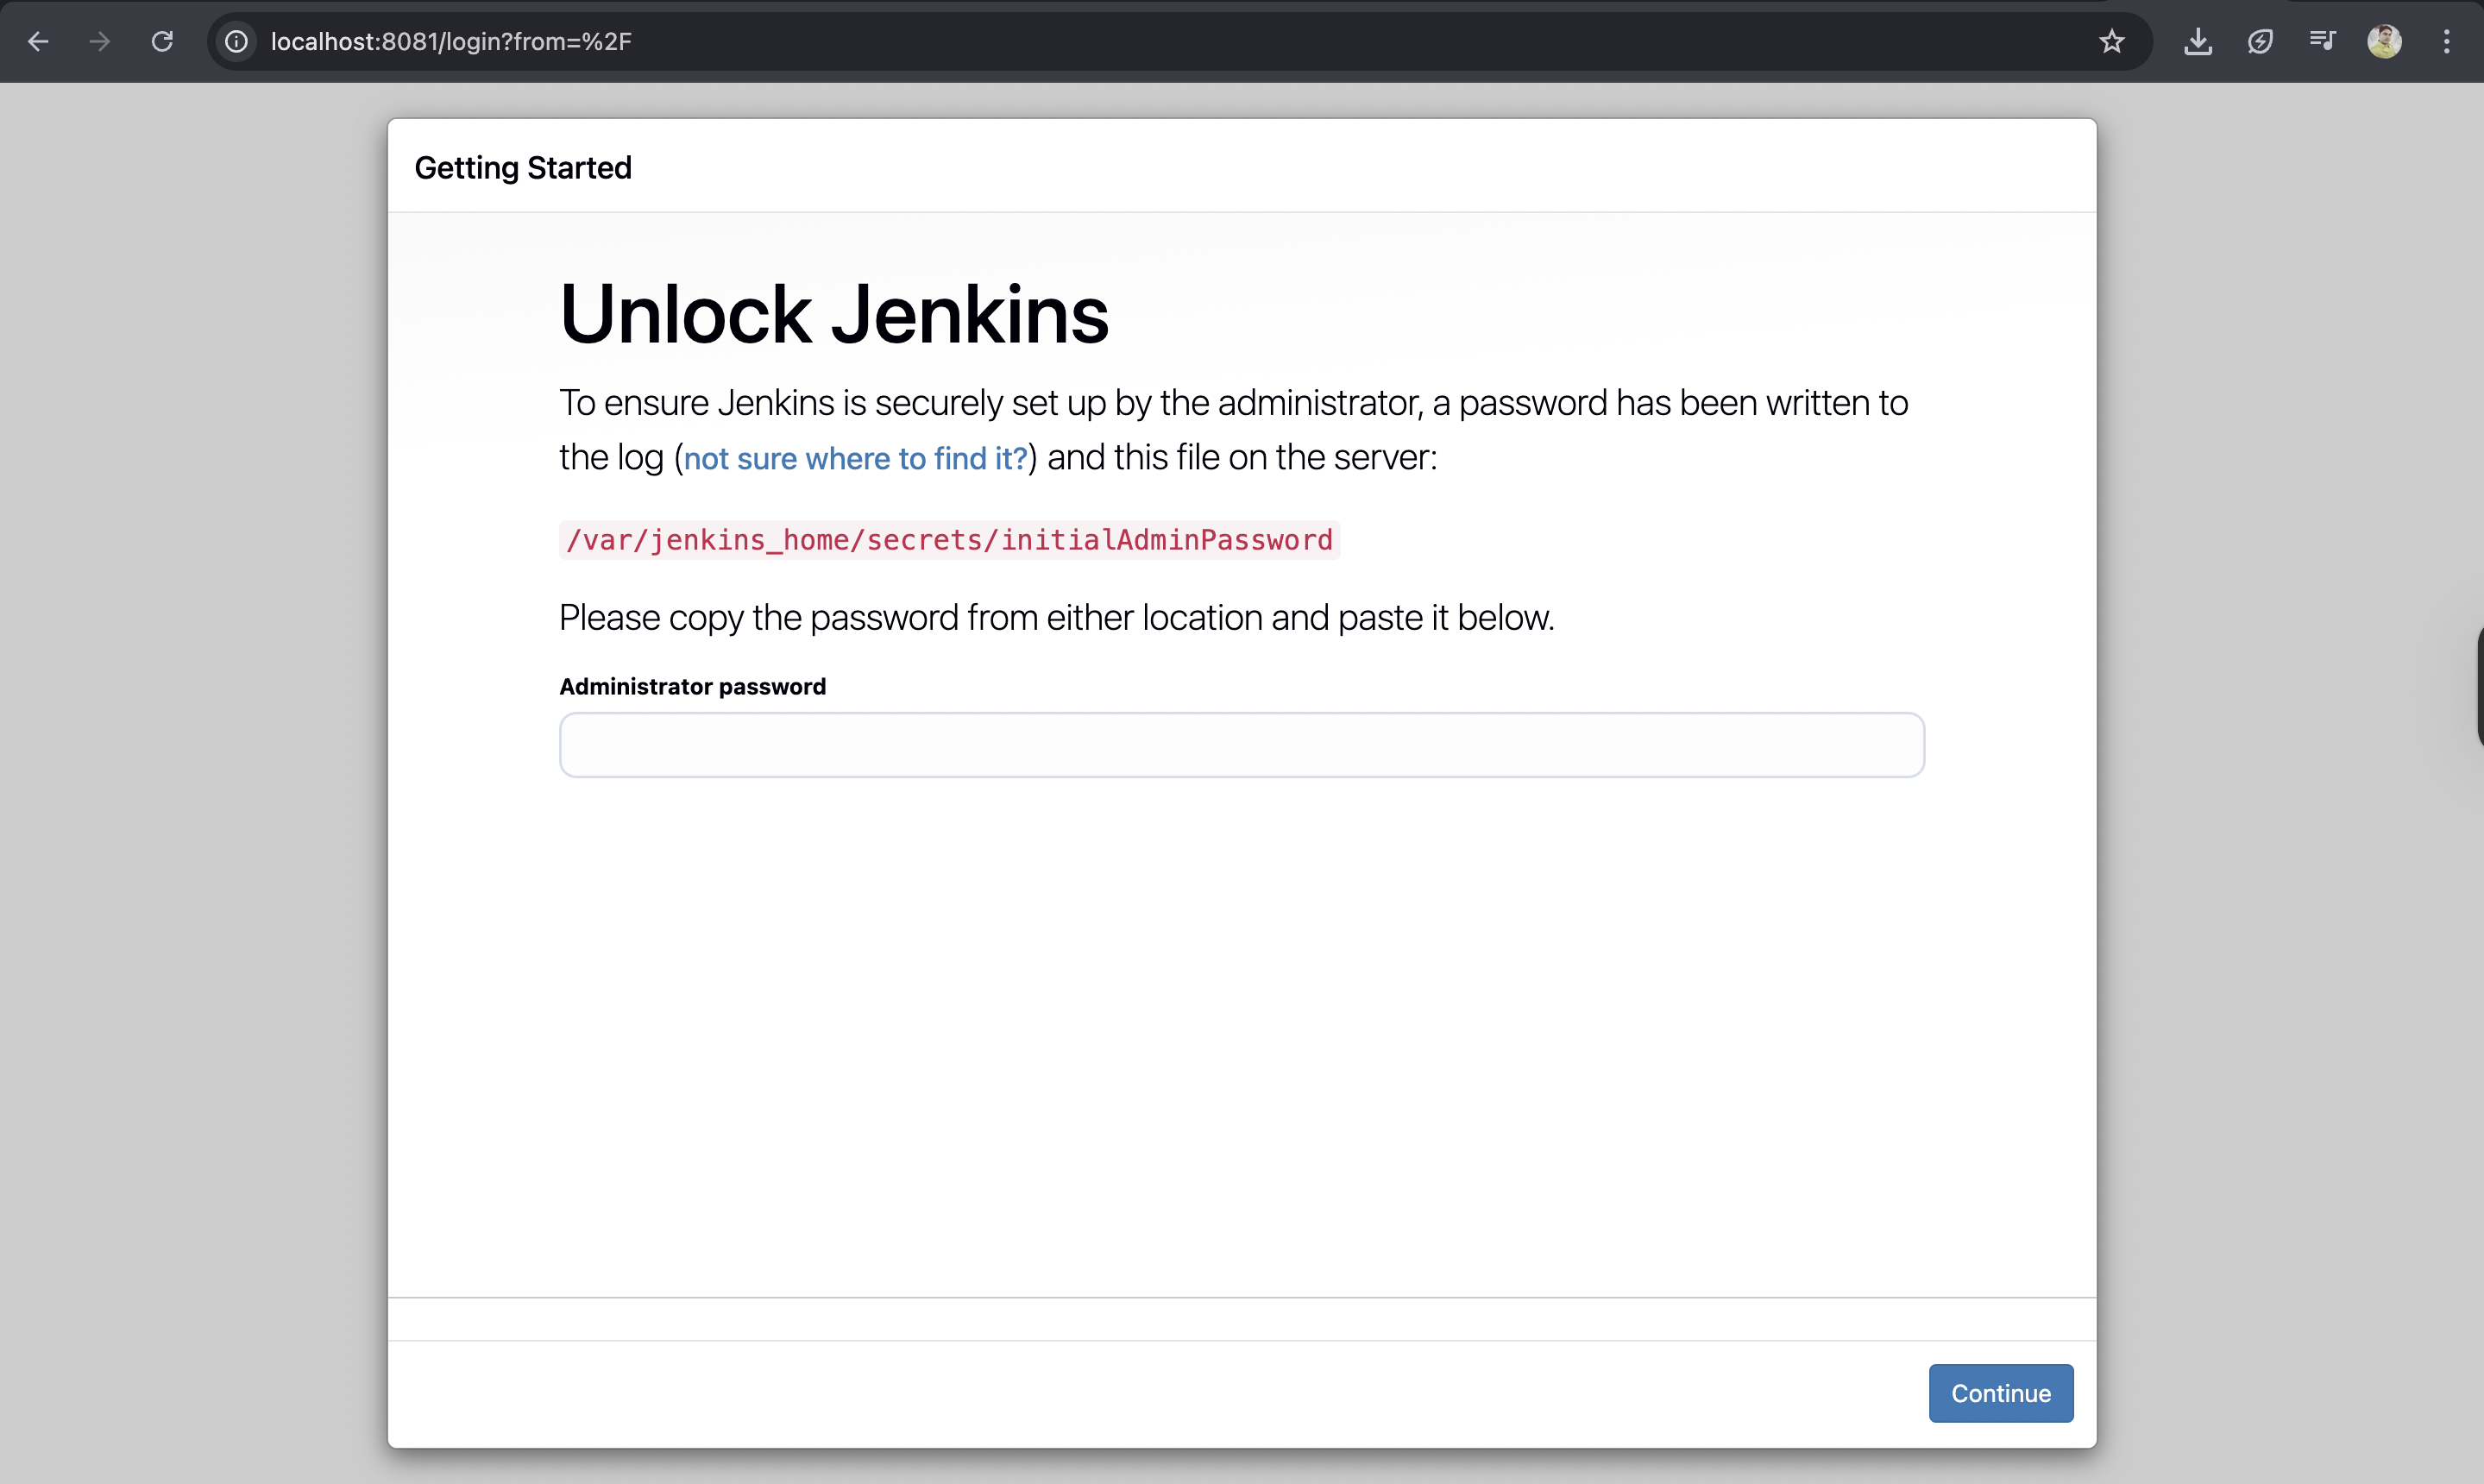 localhost:8081/login?from=%2F
Getting Started
Unlock Jenkins
To ensure Jenkins is securely set up by the administrator, a password has been written to
the log (not sure where to find it?) and this file on the server:
/var/jenkins_home/secrets/initialAdminPassword
Please copy the password from either location and paste it below.
Administrator password
Continue